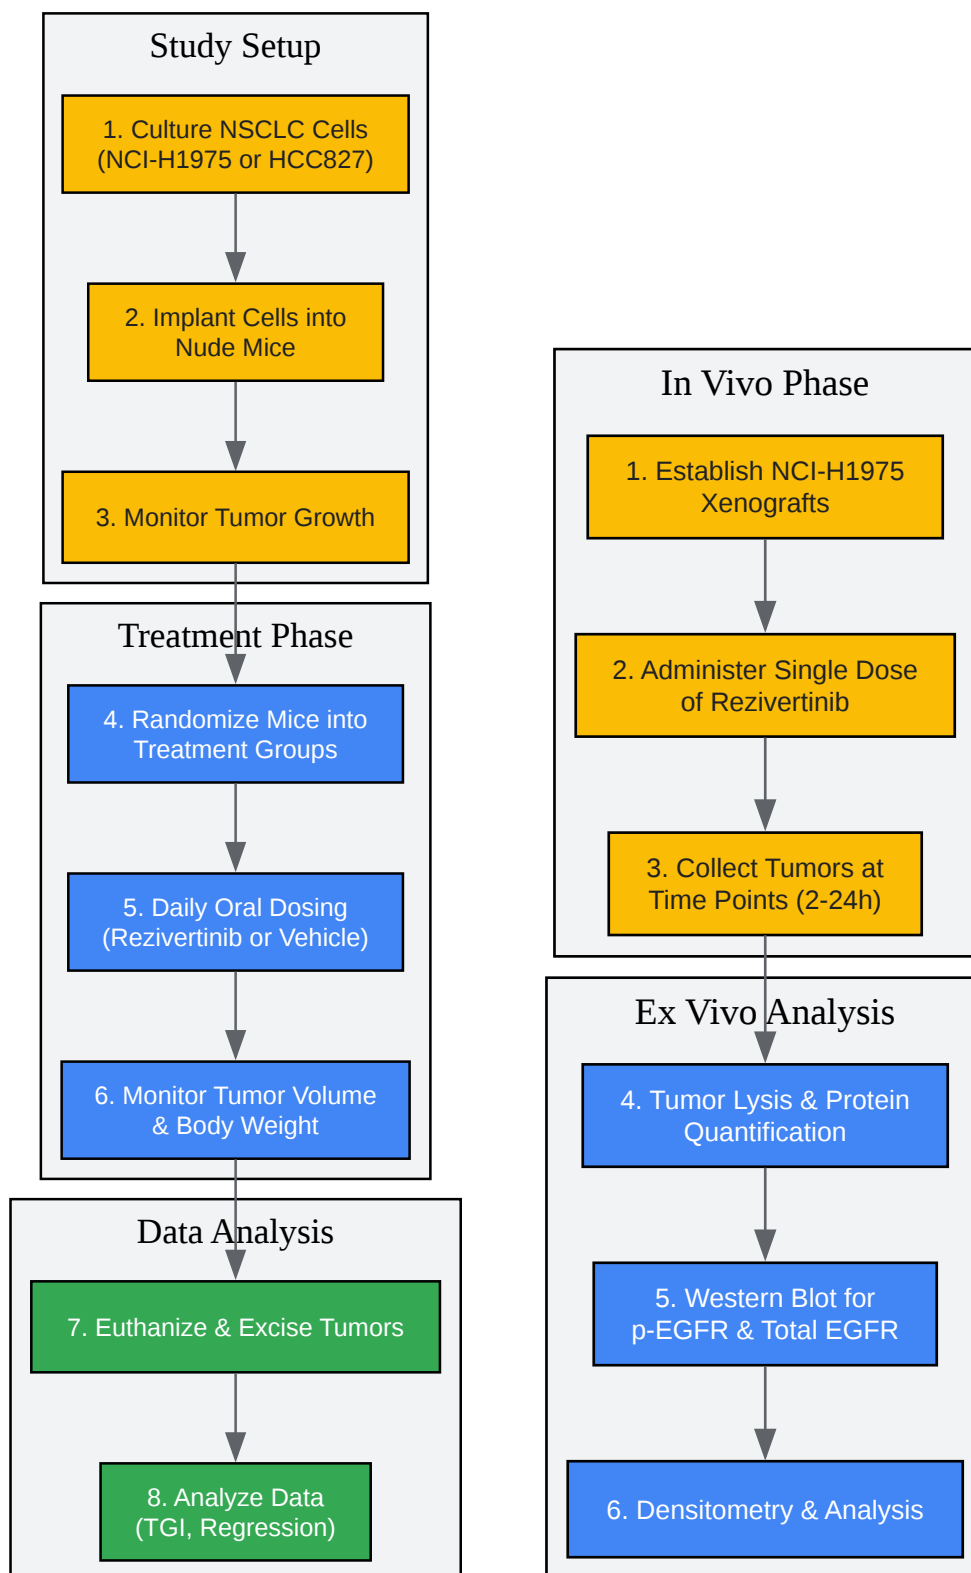 Study Setup
1. Culture NSCLC Cells
(NCI-H1975 or HCC827)
2. Implant Cells into
Nude Mice
3. Monitor Tumor Growth
Treatment Phase
4. Randomize Mice into
Treatment Groups
5. Daily Oral Dosing
(Rezivertinib or Vehicle)
6. Monitor Tumor Volume
& Body Weight
Data Analysis
7. Euthanize & Excise Tumors
8. Analyze Data
(TGI, Regression)
In Vivo Phase
1. Establish NCI-H1975
Xenografts
2. Administer Single Dose
of Rezivertinib
3. Collect Tumors at
Time Points (2-24h)
Ex Vivo Analysis
4. Tumor Lysis & Protein
Quantification
5. Western Blot for
p-EGFR & Total EGFR
6. Densitometry & Analysis